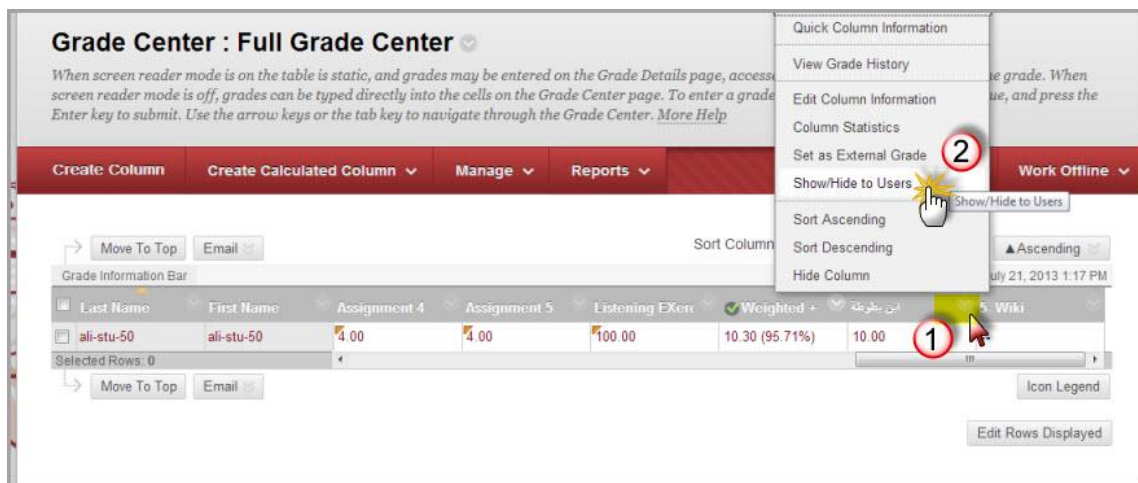 Grade Center : Full Grade Center
When screen reader mode is on the table is static, and grades may be entered on the Grade Details page, accesse
e grade. When
screen reader mode is off, grades can be typed directly into the cells on the Grade Center page. To enter a grade
ue, and press the
Enter key to submit. Use the arrow keys or the tab key to navigate through the Grade Center. More Help
Quick Column Information
View Grade History
Edit Column Information
Column Statistics
Set as External Grade
2
Show/Hide to Users
Show/Hide to Users
Sort Ascending
Sort Descending
Hide Column
Create Column
Create Calculated Column
Manage
Reports
Work Offline
Move To Top
Email
Sort Column
Ascending
Grade Information Bar
uly 21, 2013 1:17 PM
Last Name First Name Assignment 4 Assignment 5 Listening EXerc Weighted + ابن بطوطة 5. Wiki
ali-stu-50 ali-stu-50 4.00 4.00 100.00 10.30 (95.71%) 10.00
1
Selected Rows: 0
Move To Top
Email
Icon Legend
Edit Rows Displayed